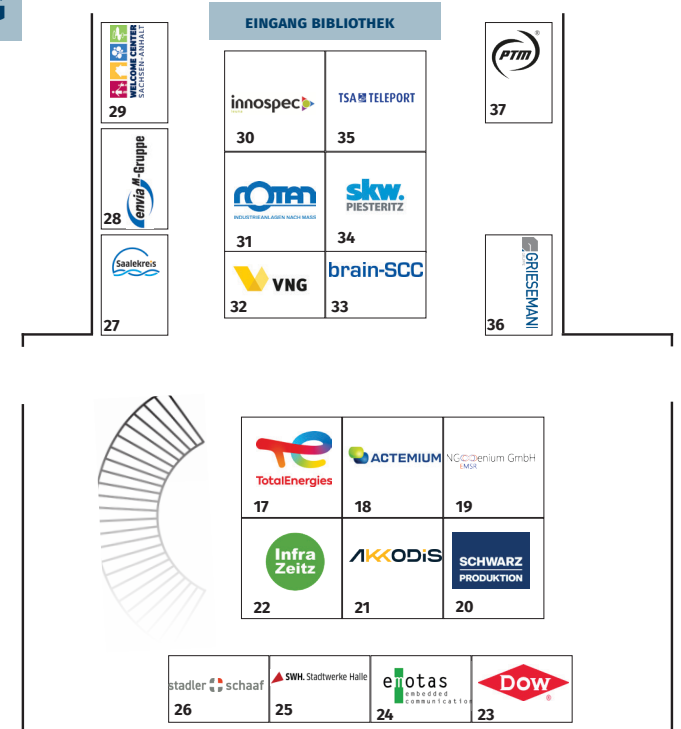 EINGANG BIBLIOTHEK
WELCOME CENTER
SACHSEN-ANHALT
29
innospec
30
TSA TELEPORT
35
PTM
®
37
envia M-Gruppe
28
ROTAN
INDUSTRIEANLAGEN NACH MASS
31
skw.
PIESTERITZ
34
Saalekreis
27
VNG
32
brain-SCC
33
GRIESEMANN
36
TotalEnergies
17
ACTEMIUM
18
enium GmbH
EMSR
19
Infra
Zeitz
22
AKKODIS
21
SCHWARZ
PRODUKTION
20
stadler schaaf
26
SWH. Stadtwerke Halle
25
emotas
embedded
communication
24
Dow
®
23